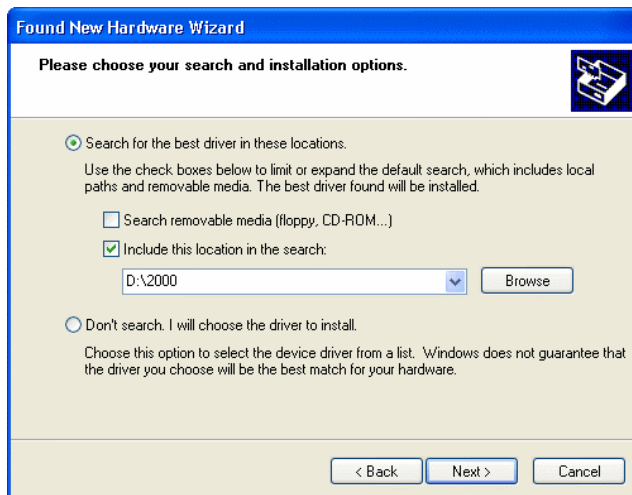 Found New Hardware Wizard
Please choose your search and installation options.
Search for the best driver in these locations.
Use the check boxes below to limit or expand the default search, which includes local
paths and removable media. The best driver found will be installed.
Search removable media (floppy, CD-ROM...)
Include this location in the search:
D:\2000
Browse
Don't search. I will choose the driver to install.
Choose this option to select the device driver from a list. Windows does not guarantee that
the driver you choose will be the best match for your hardware.
< Back Next > Cancel